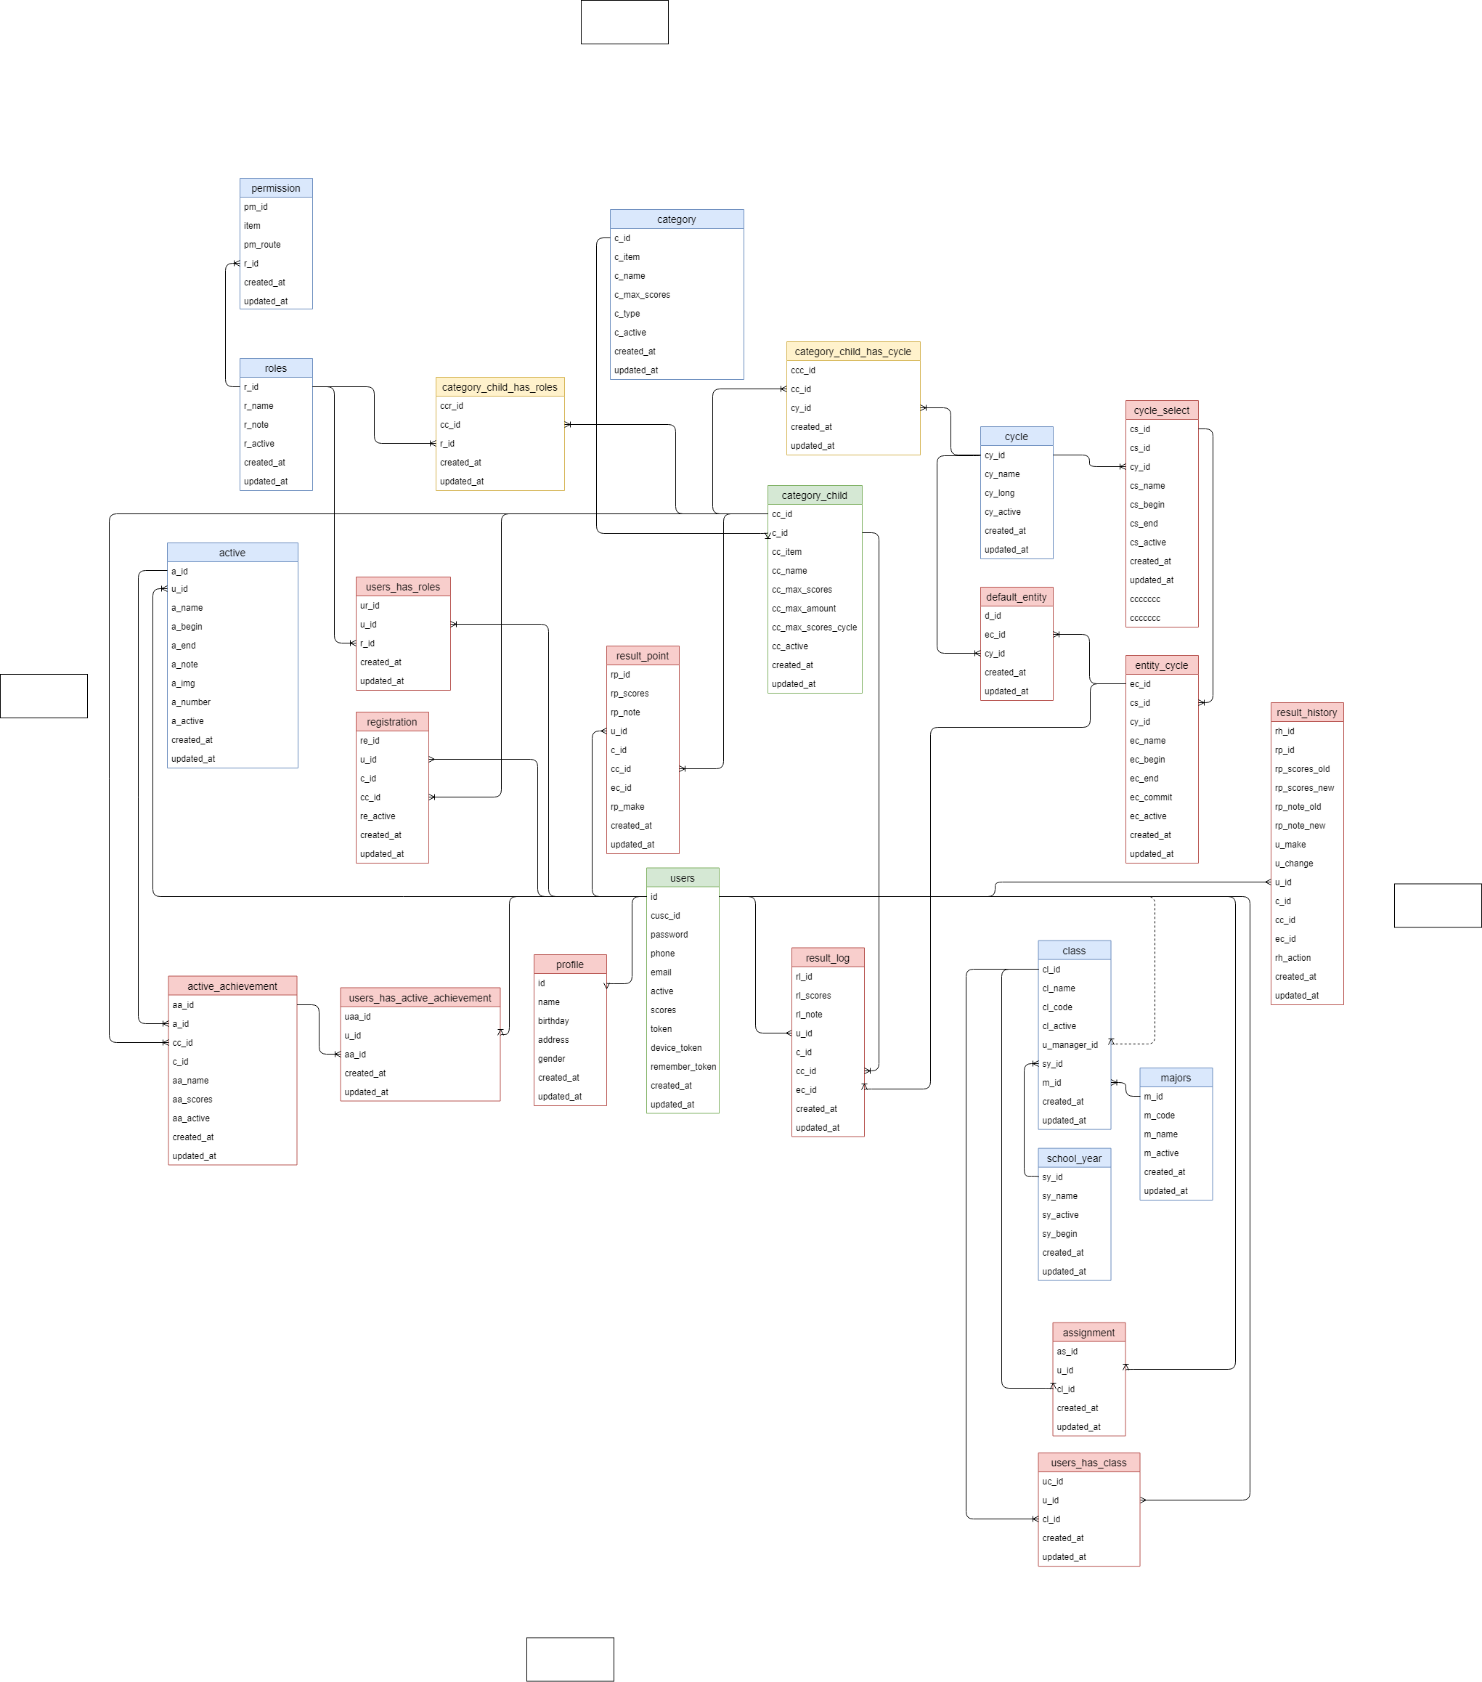 permission
pm_id
item
pm_route
r_id
created_at
updated_at
category
c_id
c_item
c_name
c_max_scores
c_type
c_active
created_at
updated_at
category_child_has_cycle
ccc_id
cc_id
cy_id
created_at
updated_at
roles
r_id
r_name
r_note
r_active
created_at
updated_at
category_child_has_roles
ccr_id
cc_id
r_id
created_at
updated_at
cycle_select
cs_id
cs_id
cy_id
cs_name
cs_begin
cs_end
cs_active
created_at
updated_at
ccccccc
ccccccc
cycle
cy_id
cy_name
cy_long
cy_active
created_at
updated_at
category_child
cc_id
c_id
cc_item
cc_name
cc_max_scores
cc_max_amount
cc_max_scores_cycle
cc_active
created_at
updated_at
active
a_id
u_id
a_name
a_begin
a_end
a_note
a_img
a_number
a_active
created_at
updated_at
users_has_roles
ur_id
u_id
r_id
created_at
updated_at
default_entity
d_id
ec_id
cy_id
created_at
updated_at
result_point
rp_id
rp_scores
rp_note
u_id
c_id
cc_id
ec_id
rp_make
created_at
updated_at
entity_cycle
ec_id
cs_id
cy_id
ec_name
ec_begin
ec_end
ec_commit
ec_active
created_at
updated_at
result_history
rh_id
rp_id
rp_scores_old
rp_scores_new
rp_note_old
rp_note_new
u_make
u_change
u_id
c_id
cc_id
ec_id
rh_action
created_at
updated_at
registration
re_id
u_id
c_id
cc_id
re_active
created_at
updated_at
users
id
cusc_id
password
phone
email
active
scores
token
device_token
remember_token
created_at
updated_at
class
cl_id
cl_name
cl_code
cl_active
u_manager_id
sy_id
m_id
created_at
updated_at
result_log
rl_id
rl_scores
rl_note
u_id
c_id
cc_id
ec_id
created_at
updated_at
profile
id
name
birthday
address
gender
created_at
updated_at
active_achievement
aa_id
a_id
cc_id
c_id
aa_name
aa_scores
aa_active
created_at
updated_at
users_has_active_achievement
uaa_id
u_id
aa_id
created_at
updated_at
majors
m_id
m_code
m_name
m_active
created_at
updated_at
school_year
sy_id
sy_name
sy_active
sy_begin
created_at
updated_at
assignment
as_id
u_id
cl_id
created_at
updated_at
users_has_class
uc_id
u_id
cl_id
created_at
updated_at